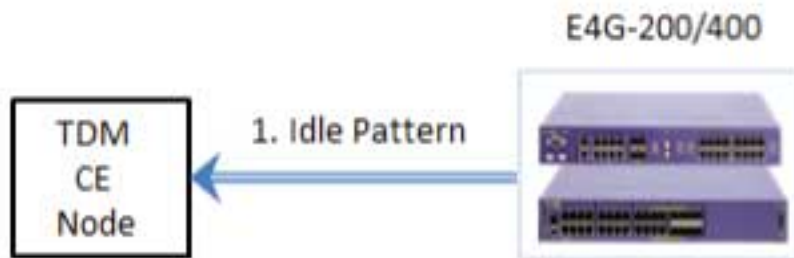 E4G-200/400
TDM
CE
Node
1. Idle Pattern